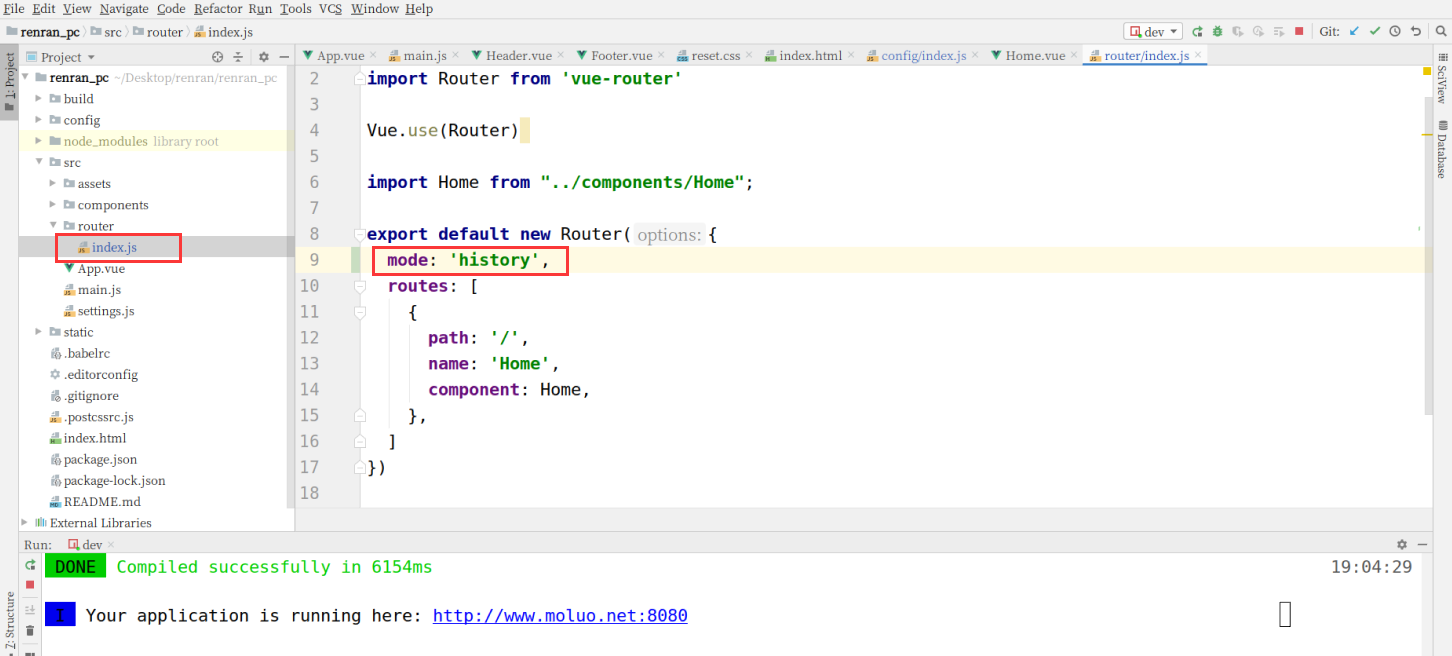 File Edit View Navigate Code Refactor Run Tools VCS Window Help
renran_pc src router index.js dev Git:
Project
App.vue main.js Header.vue Footer.vue reset.css index.html config/index.js Home.vue router/index.js
1: Project
renran_pc ~/Desktop/renran/renran_pc
build
config
node_modules library root
src
assets
components
router
index.js
App.vue
main.js
settings.js
static
.babelrc
.editorconfig
.gitignore
.postcssrc.js
index.html
package.json
package-lock.json
README.md
External Libraries
2 import Router from 'vue-router'
3
4 Vue.use(Router)
5
6 import Home from "../components/Home";
7
8 export default new Router( options: {
9 mode: 'history',
10 routes: [
11 {
12 path: '/',
13 name: 'Home',
14 component: Home,
15 },
16 ]
17 })
18
SciView
Database
Run: dev
DONE Compiled successfully in 6154ms 19:04:29
I Your application is running here: http://www.moluo.net:8080
Z: Structure